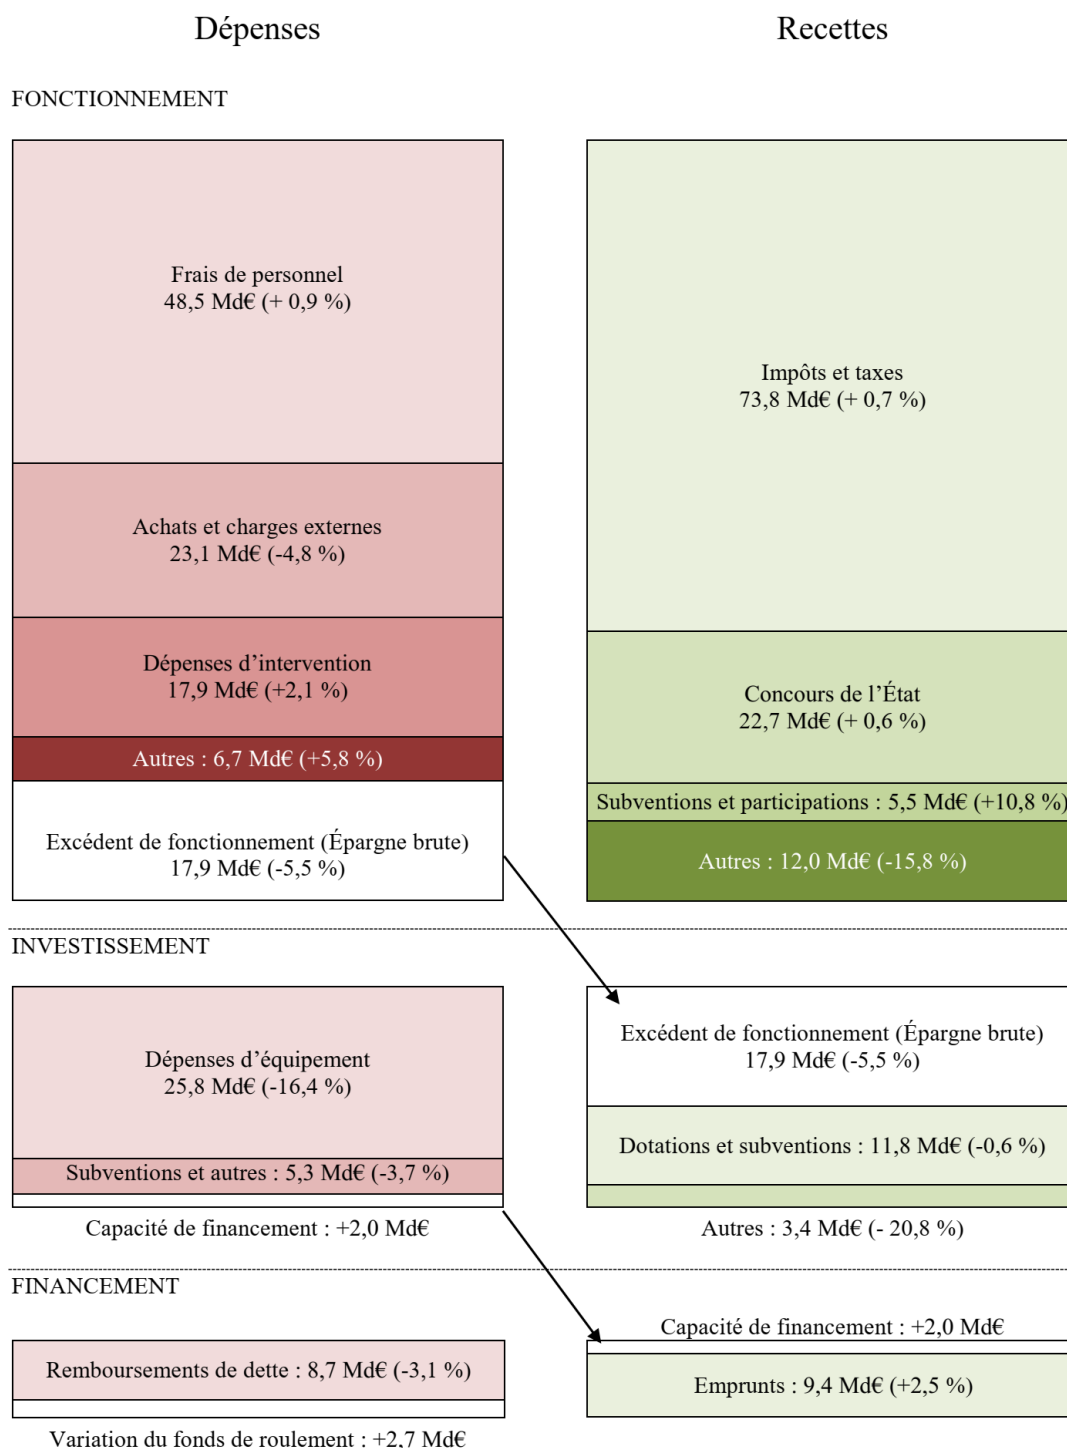 Dépenses
Recettes
FONCTIONNEMENT
Frais de personnel
48,5 Md€ (+ 0,9 %)
Achats et charges externes
23,1 Md€ (-4,8 %)
Dépenses d’intervention
17,9 Md€ (+2,1 %)
Autres : 6,7 Md€ (+5,8 %)
Excédent de fonctionnement (Épargne brute)
17,9 Md€ (-5,5 %)
Impôts et taxes
73,8 Md€ (+ 0,7 %)
Concours de l’État
22,7 Md€ (+ 0,6 %)
Subventions et participations : 5,5 Md€ (+10,8 %)
Autres : 12,0 Md€ (-15,8 %)
INVESTISSEMENT
Dépenses d’équipement
25,8 Md€ (-16,4 %)
Subventions et autres : 5,3 Md€ (-3,7 %)
Capacité de financement : +2,0 Md€
Excédent de fonctionnement (Épargne brute)
17,9 Md€ (-5,5 %)
Dotations et subventions : 11,8 Md€ (-0,6 %)
Autres : 3,4 Md€ (- 20,8 %)
FINANCEMENT
Remboursements de dette : 8,7 Md€ (-3,1 %)
Variation du fonds de roulement : +2,7 Md€
Capacité de financement : +2,0 Md€
Emprunts : 9,4 Md€ (+2,5 %)